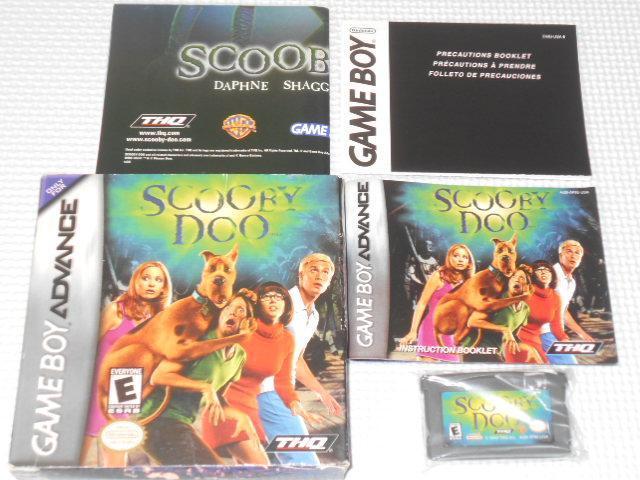 SCOOB
DAPHNE SHAGG
THQ
www.thq.com
www.scooby-doo.com
GAME
Nintendo
GAME BOY
PRECAUTIONS BOOKLET
PRÉCAUTIONS À PRENDRE
FOLLETO DE PRECAUCIONES
ONLY FOR
GAME BOY ADVANCE
SCOOBY
DOO
EVERYONE
E
ESRB
THQ
GAME BOY ADVANCE
SCOOBY
DOO
INSTRUCTION BOOKLET
THQ
SCOOBY
DOO
THQ
E